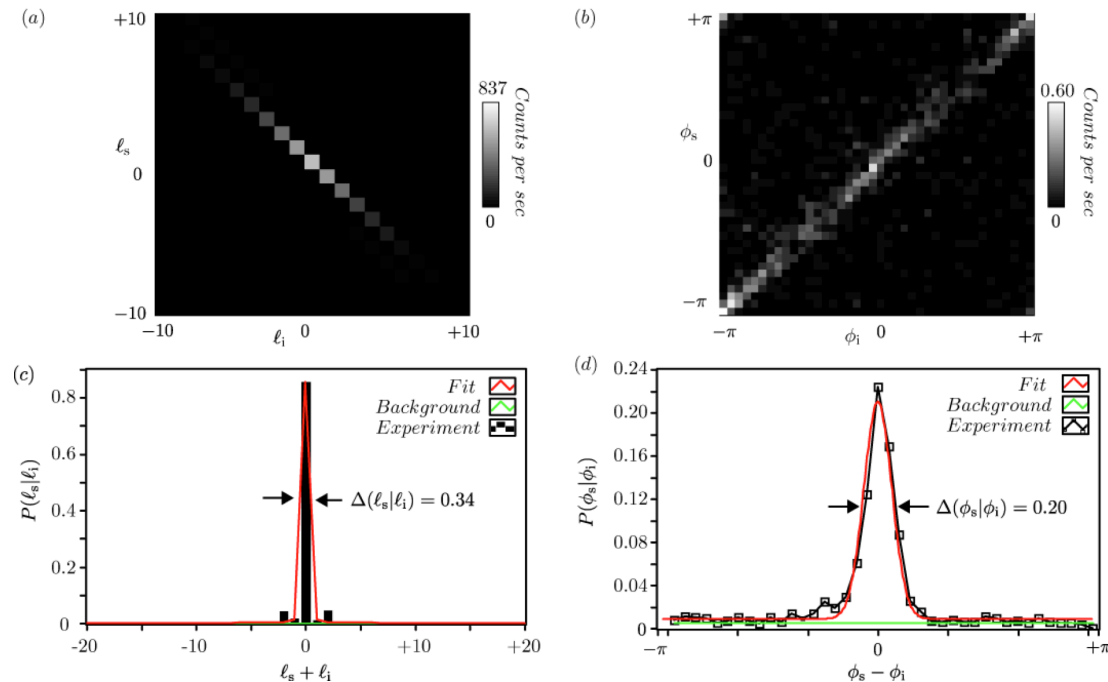 (a)
+10
ℓs
0
−10
−10
0
+10
ℓi
837
0
Counts per sec
(b)
+π
ϕs
0
−π
−π
0
+π
ϕi
0.60
0
Counts per sec
(c)
0.8
0.6
0.4
0.2
0
P(ℓs|ℓi)
Fit
Background
Experiment
Δ(ℓs|ℓi) = 0.34
-20
-10
0
+10
+20
ℓs + ℓi
(d)
0.24
0.20
0.16
0.12
0.08
0.04
0
P(ϕs|ϕi)
Fit
Background
Experiment
Δ(ϕs|ϕi) = 0.20
−π
0
+π
ϕs − ϕi